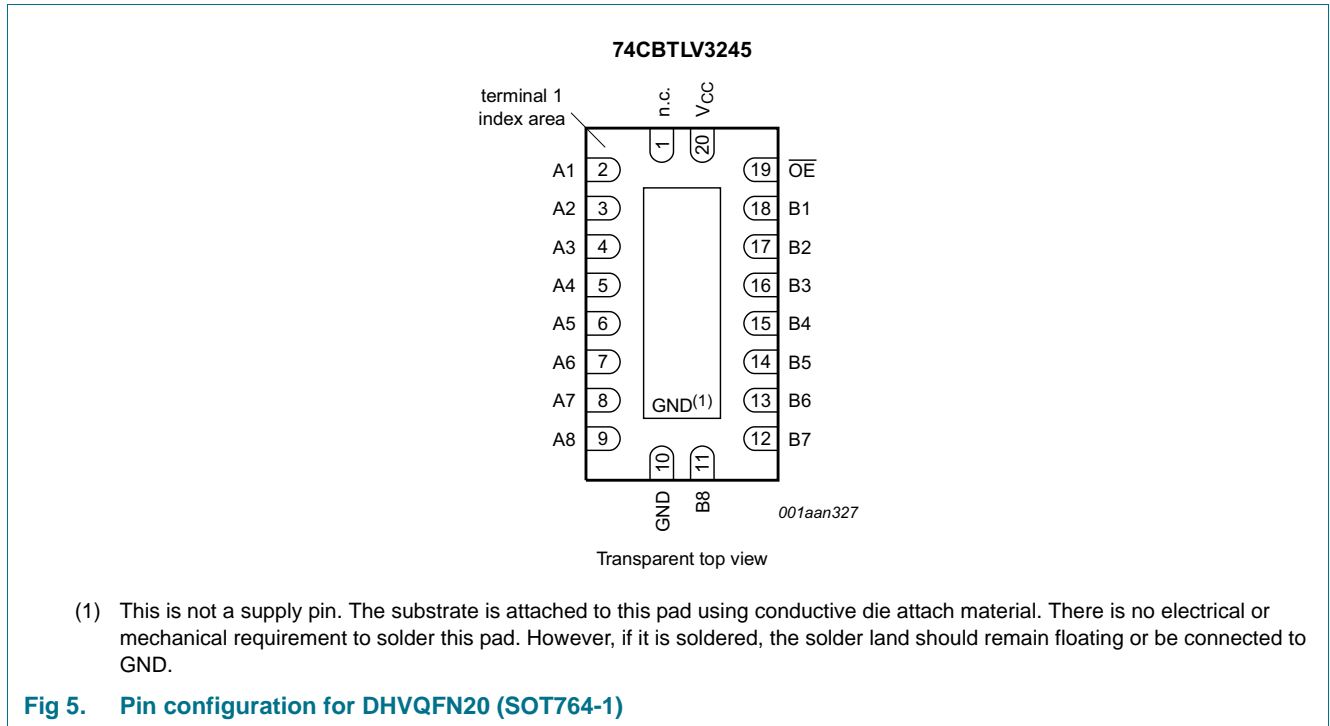 74CBTLV3245
terminal 1
index area
n.c.
VCC
1
20
A1 2 19 OE
A2 3 18 B1
A3 4 17 B2
A4 5 16 B3
A5 6 15 B4
A6 7 14 B5
A7 8 GND(1) 13 B6
A8 9 12 B7
10
11
GND
B8
001aan327
Transparent top view
(1) This is not a supply pin. The substrate is attached to this pad using conductive die attach material. There is no electrical or
mechanical requirement to solder this pad. However, if it is soldered, the solder land should remain floating or be connected to
GND.
Fig 5. Pin configuration for DHVQFN20 (SOT764-1)